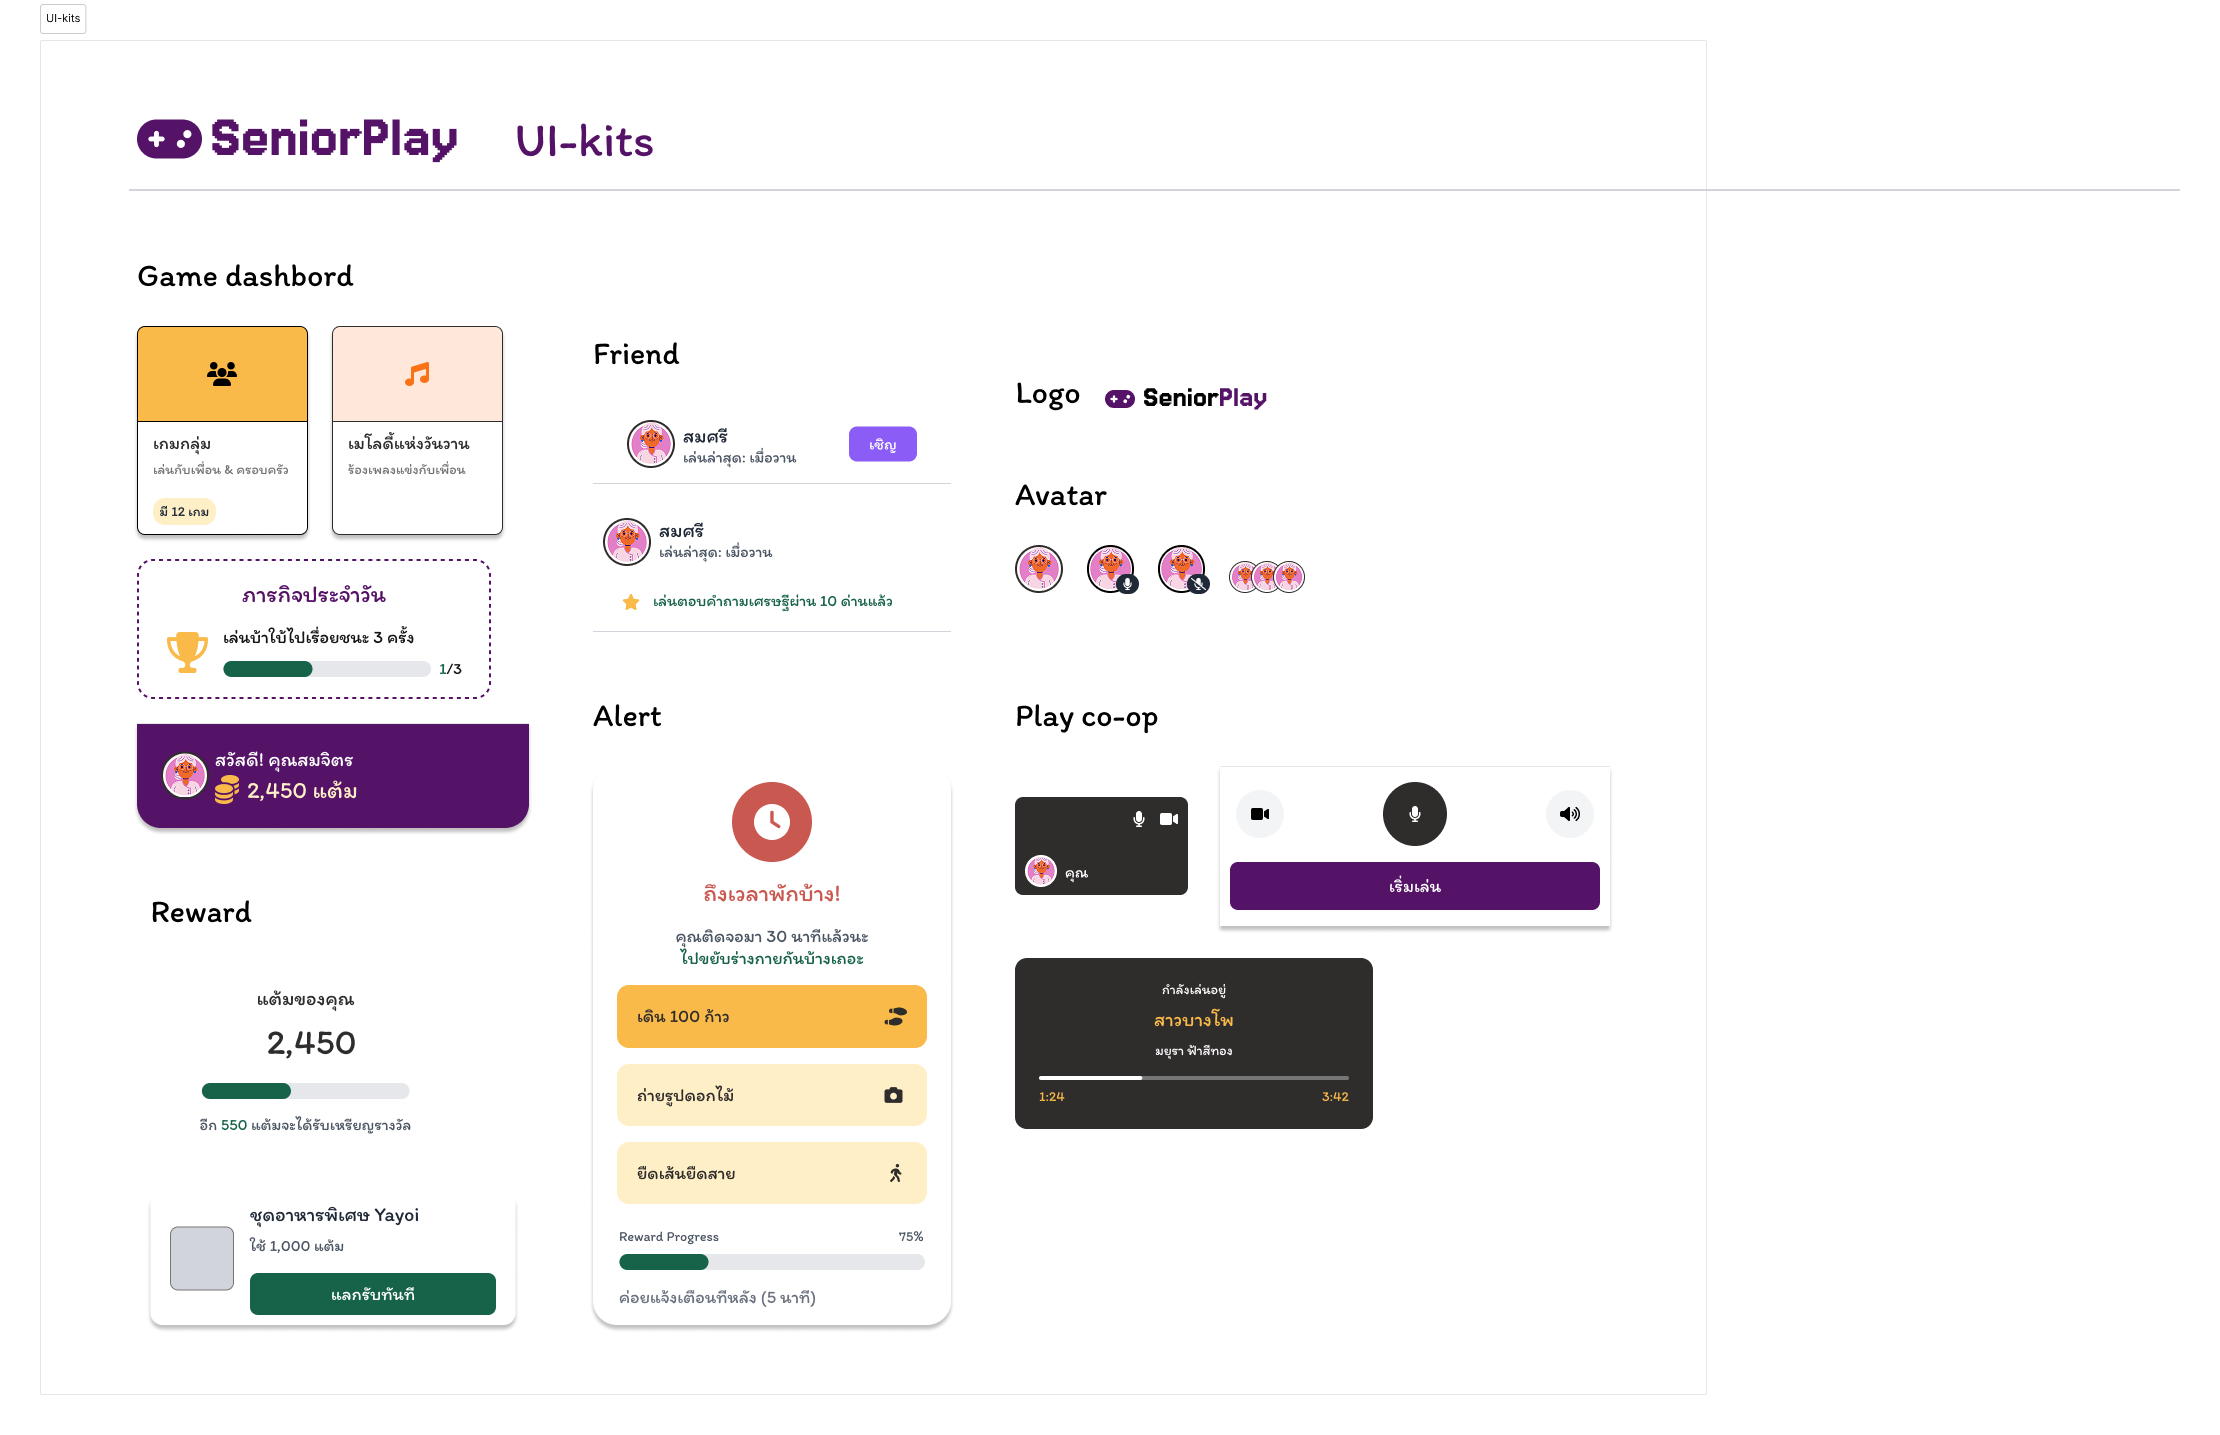 UI-kits
SeniorPlay UI-kits
Game dashbord
เกมกลุ่ม
เล่นกับเพื่อน & ครอบครัว
มี 12 เกม
เมโลดี้แห่งวันวาน
ร้องเพลงแข่งกับเพื่อน
ภารกิจประจำวัน
เล่นบ้าใบ้ไปเรื่อยชนะ 3 ครั้ง
1/3
สวัสดี! คุณสมจิตร
2,450 แต้ม
Reward
แต้มของคุณ
2,450
อีก 550 แต้มจะได้รับเหรียญรางวัล
ชุดอาหารพิเศษ Yayoi
ใช้ 1,000 แต้ม
แลกรับทันที
Friend
สมศรี
เล่นล่าสุด: เมื่อวาน
เชิญ
สมศรี
เล่นล่าสุด: เมื่อวาน
เล่นตอบคำถามเศรษฐีผ่าน 10 ด่านแล้ว
Alert
ถึงเวลาพักบ้าง!
คุณติดจอมา 30 นาทีแล้วนะ
ไปขยับร่างกายกันบ้างเถอะ
เดิน 100 ก้าว
ถ่ายรูปดอกไม้
ยืดเส้นยืดสาย
Reward Progress 75%
ค่อยแจ้งเตือนทีหลัง (5 นาที)
Logo SeniorPlay
Avatar
Play co-op
คุณ
เริ่มเล่น
กำลังเล่นอยู่
สาวบางโพ
มยุรา ฟ้าสีทอง
1:24 3:42